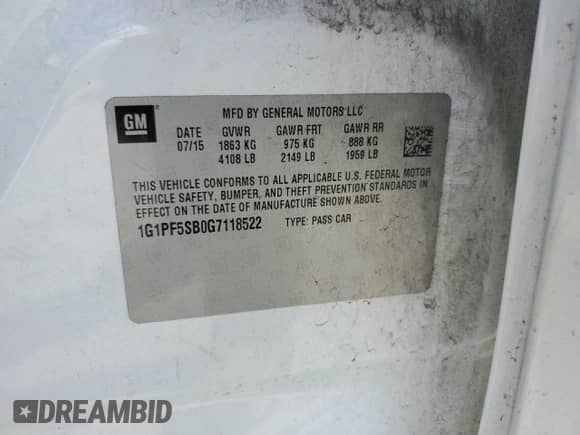 GM
MFD BY GENERAL MOTORS LLC
DATE GVWR GAWR FRT GAWR RR
07/15 1863 KG 975 KG 888 KG
4108 LB 2149 LB 1959 LB
THIS VEHICLE CONFORMS TO ALL APPLICABLE U.S. FEDERAL MOTOR
VEHICLE SAFETY, BUMPER, AND THEFT PREVENTION STANDARDS IN
EFFECT ON THE DATE OF MANUFACTURE SHOWN ABOVE.
1G1PF5SB0G7118522 TYPE: PASS CAR
DREAMBID